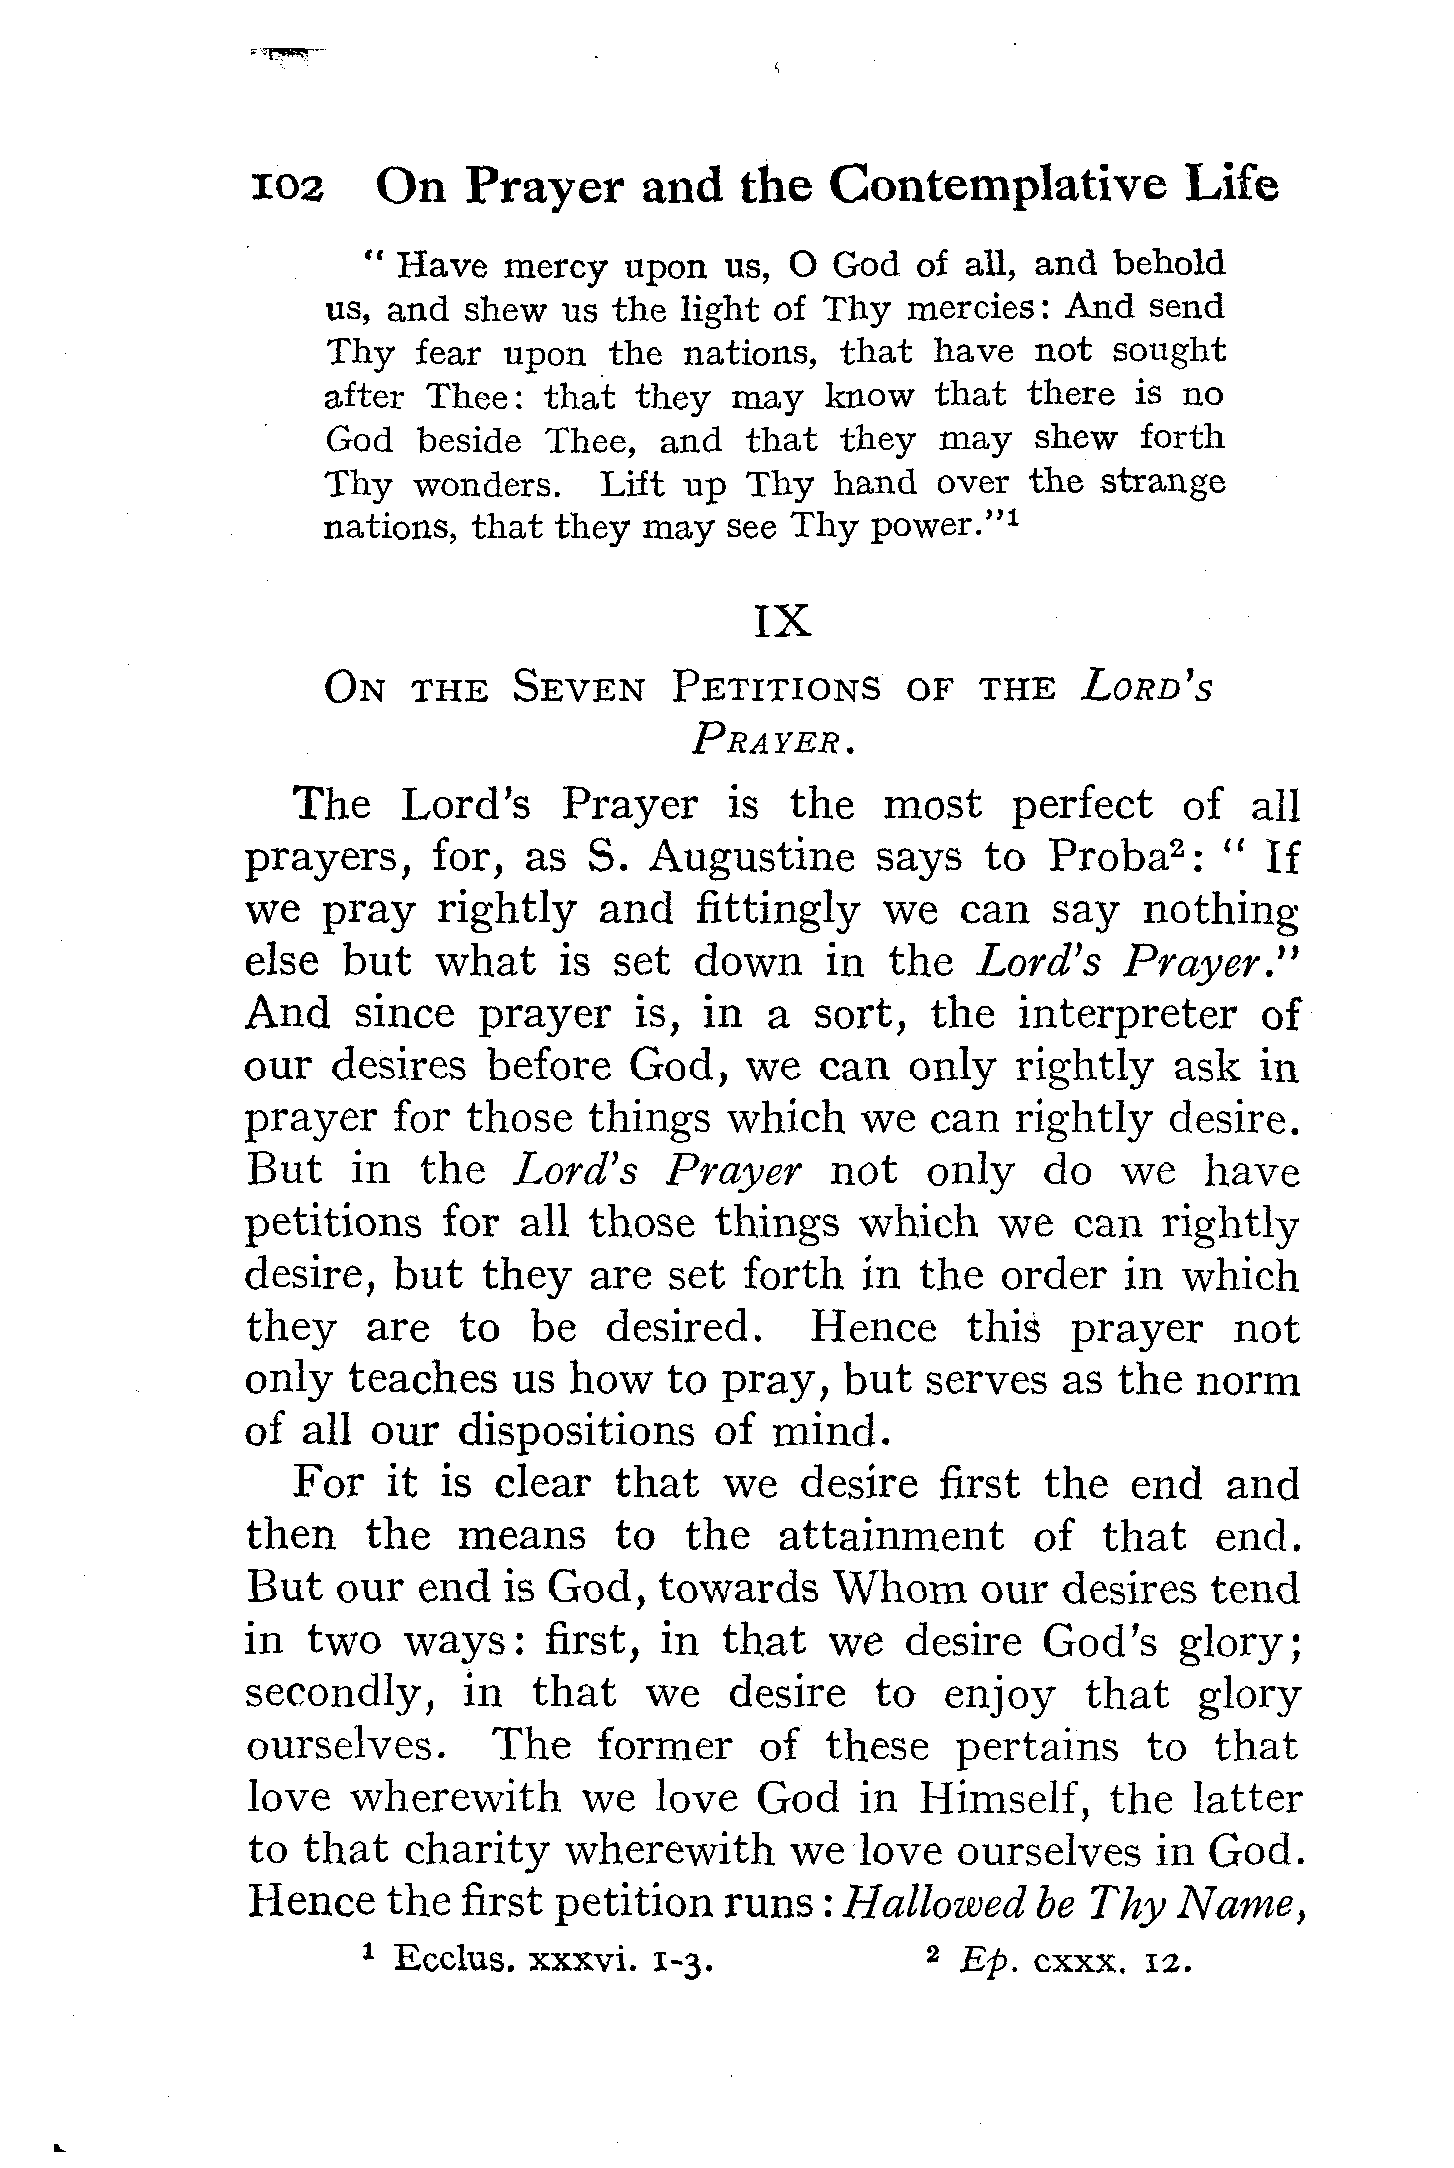 102 On Prayer and the Contemplative Life
“ Have mercy upon us, O God of all, and behold
us, and shew us the light of Thy mercies: And send
Thy fear upon the nations, that have not sought
after Thee: that they may know that there is no
God beside Thee, and that they may shew forth
Thy wonders. Lift up Thy hand over the strange
nations, that they may see Thy power.”¹
IX
On the Seven Petitions of the Lord’s
Prayer.
The Lord’s Prayer is the most perfect of all
prayers, for, as S. Augustine says to Proba²: “ If
we pray rightly and fittingly we can say nothing
else but what is set down in the Lord’s Prayer.”
And since prayer is, in a sort, the interpreter of
our desires before God, we can only rightly ask in
prayer for those things which we can rightly desire.
But in the Lord’s Prayer not only do we have
petitions for all those things which we can rightly
desire, but they are set forth in the order in which
they are to be desired. Hence this prayer not
only teaches us how to pray, but serves as the norm
of all our dispositions of mind.
For it is clear that we desire first the end and
then the means to the attainment of that end.
But our end is God, towards Whom our desires tend
in two ways: first, in that we desire God’s glory;
secondly, in that we desire to enjoy that glory
ourselves. The former of these pertains to that
love wherewith we love God in Himself, the latter
to that charity wherewith we love ourselves in God.
Hence the first petition runs: Hallowed be Thy Name,
¹ Ecclus. xxxvi. 1-3. ² Ep. cxxx. 12.